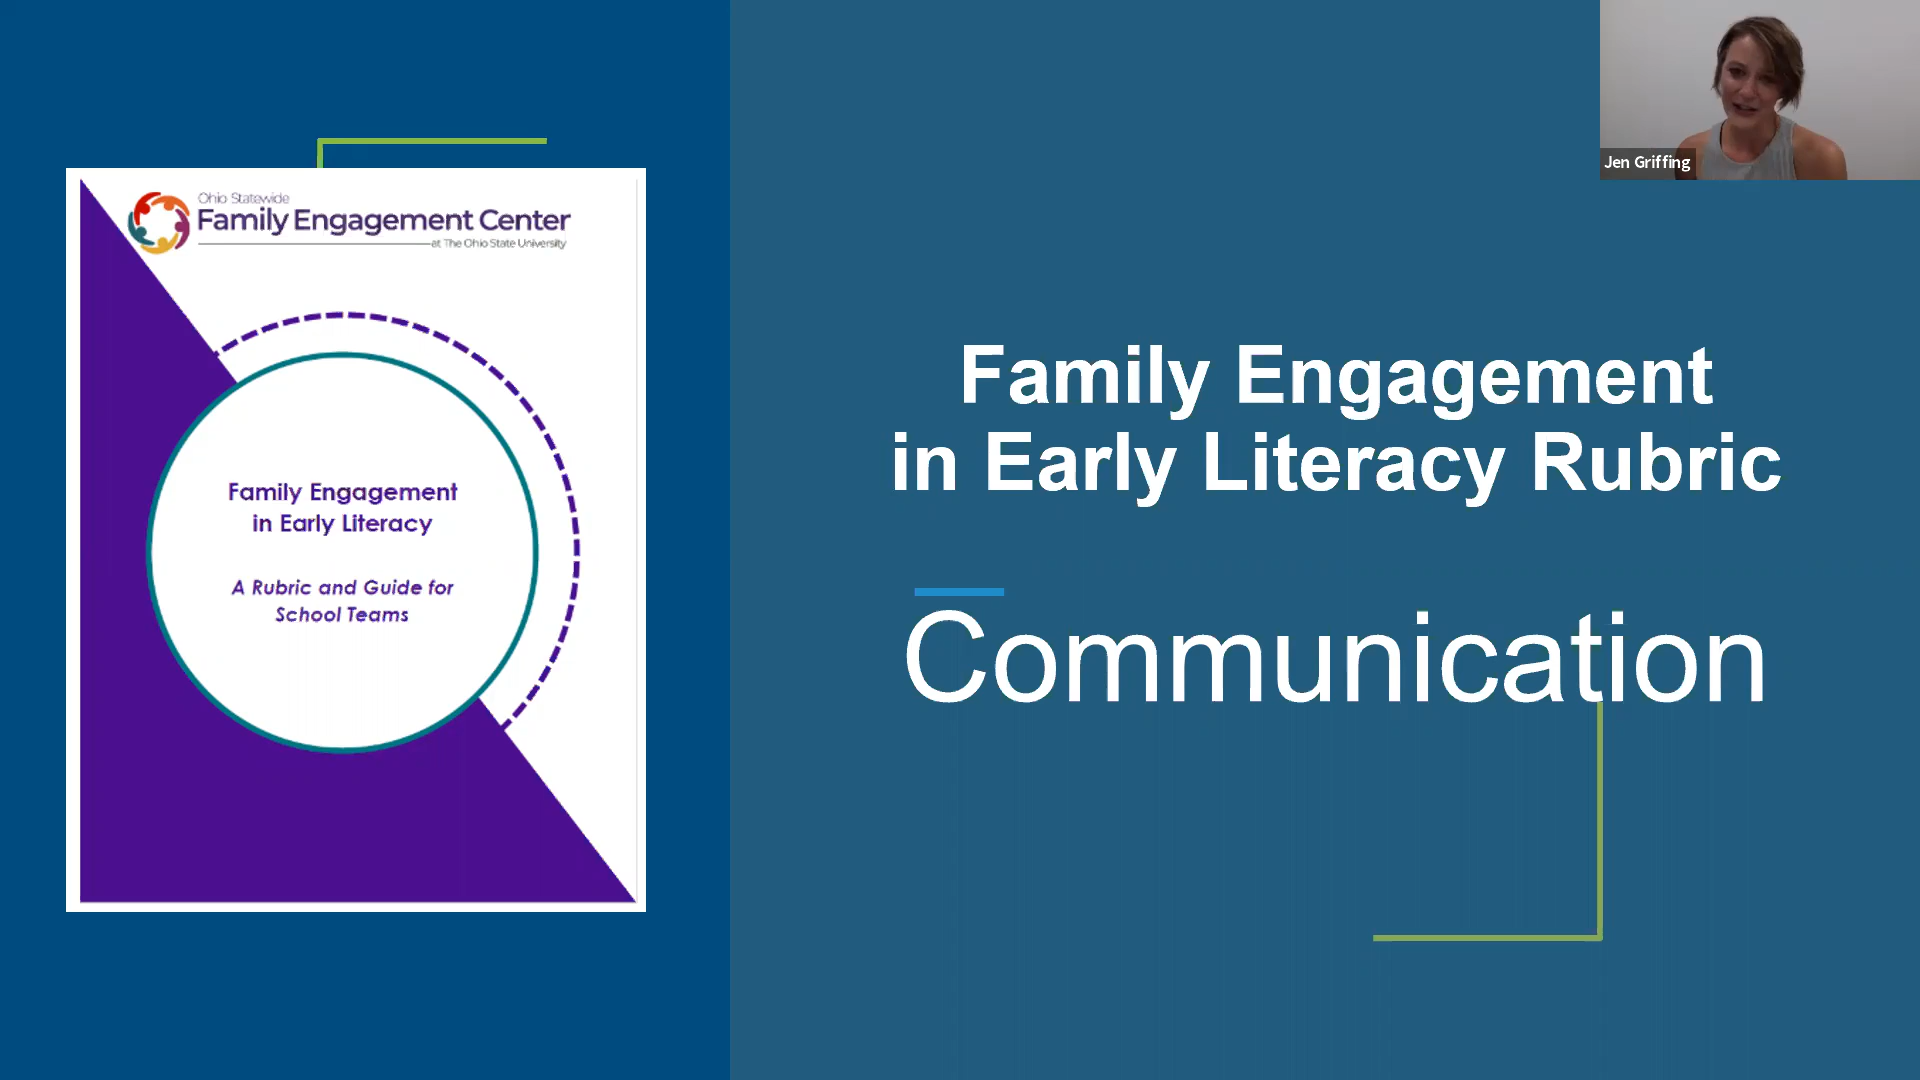 Ohio Statewide
Family Engagement Center
at The Ohio State University
Family Engagement
in Early Literacy
A Rubric and Guide for
School Teams
Family Engagement
in Early Literacy Rubric
Communication
Jen Griffing